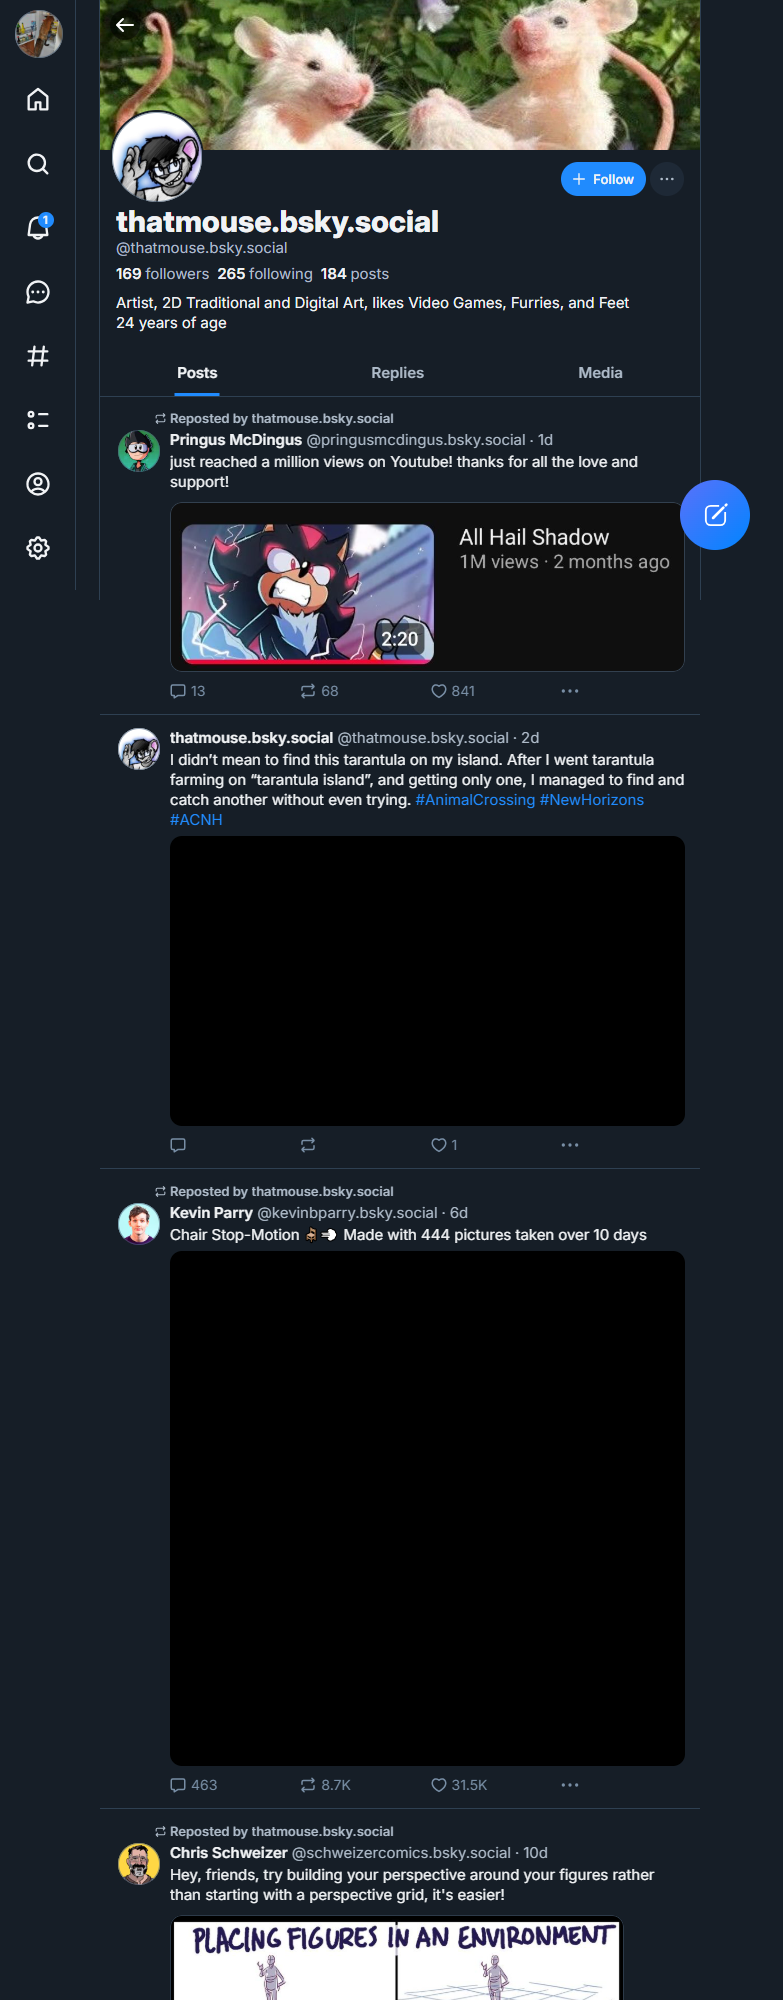 1
Follow
thatmouse.bsky.social
@thatmouse.bsky.social
169 followers 265 following 184 posts
Artist, 2D Traditional and Digital Art, likes Video Games, Furries, and Feet
24 years of age
Posts Replies Media
Reposted by thatmouse.bsky.social
Pringus McDingus @pringusmcdingus.bsky.social · 1d
just reached a million views on Youtube! thanks for all the love and
support!
All Hail Shadow
1M views · 2 months ago
2:20
13 68 841
thatmouse.bsky.social @thatmouse.bsky.social · 2d
I didn’t mean to find this tarantula on my island. After I went tarantula
farming on “tarantula island”, and getting only one, I managed to find and
catch another without even trying. #AnimalCrossing #NewHorizons
#ACNH
1
Reposted by thatmouse.bsky.social
Kevin Parry @kevinbparry.bsky.social · 6d
Chair Stop-Motion Made with 444 pictures taken over 10 days
463 8.7K 31.5K
Reposted by thatmouse.bsky.social
Chris Schweizer @schweizercomics.bsky.social · 10d
Hey, friends, try building your perspective around your figures rather
than starting with a perspective grid, it's easier!
PLACING FIGURES IN AN ENVIRONMENT